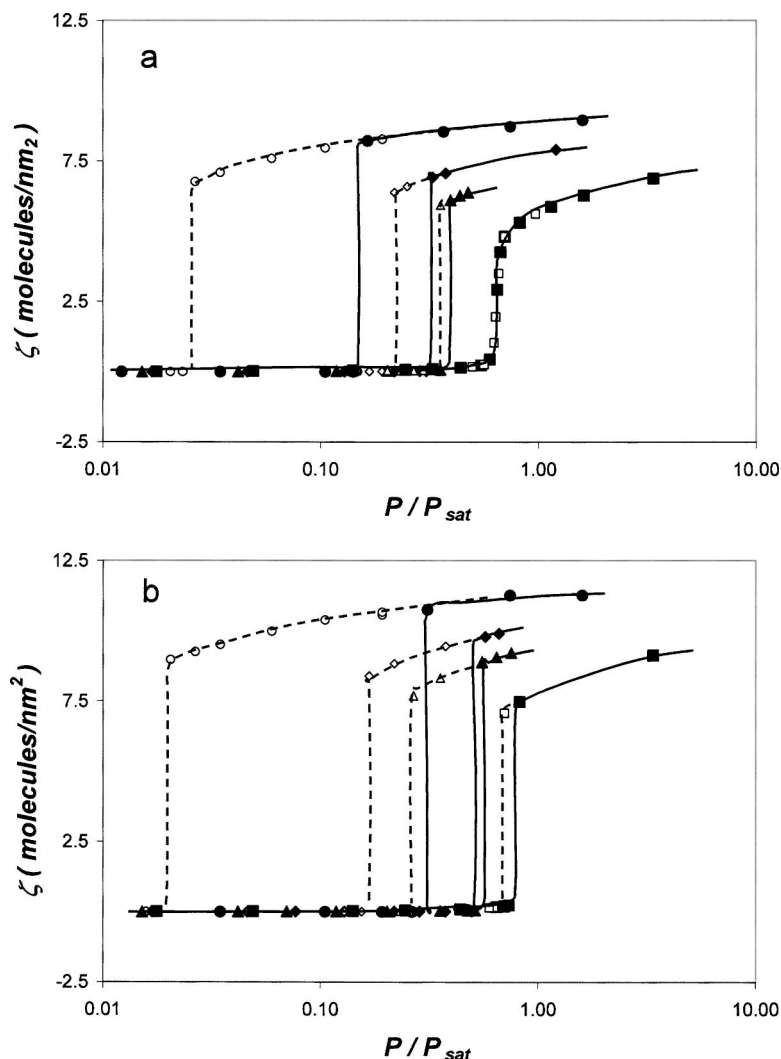 12.5
a
7.5
ζ ( molecules/nm2)
2.5
-2.5
0.01 0.10 1.00 10.00
P / Psat
12.5
b
7.5
ζ ( molecules/nm²)
2.5
-2.5
0.01 0.10 1.00 10.00
P / Psat